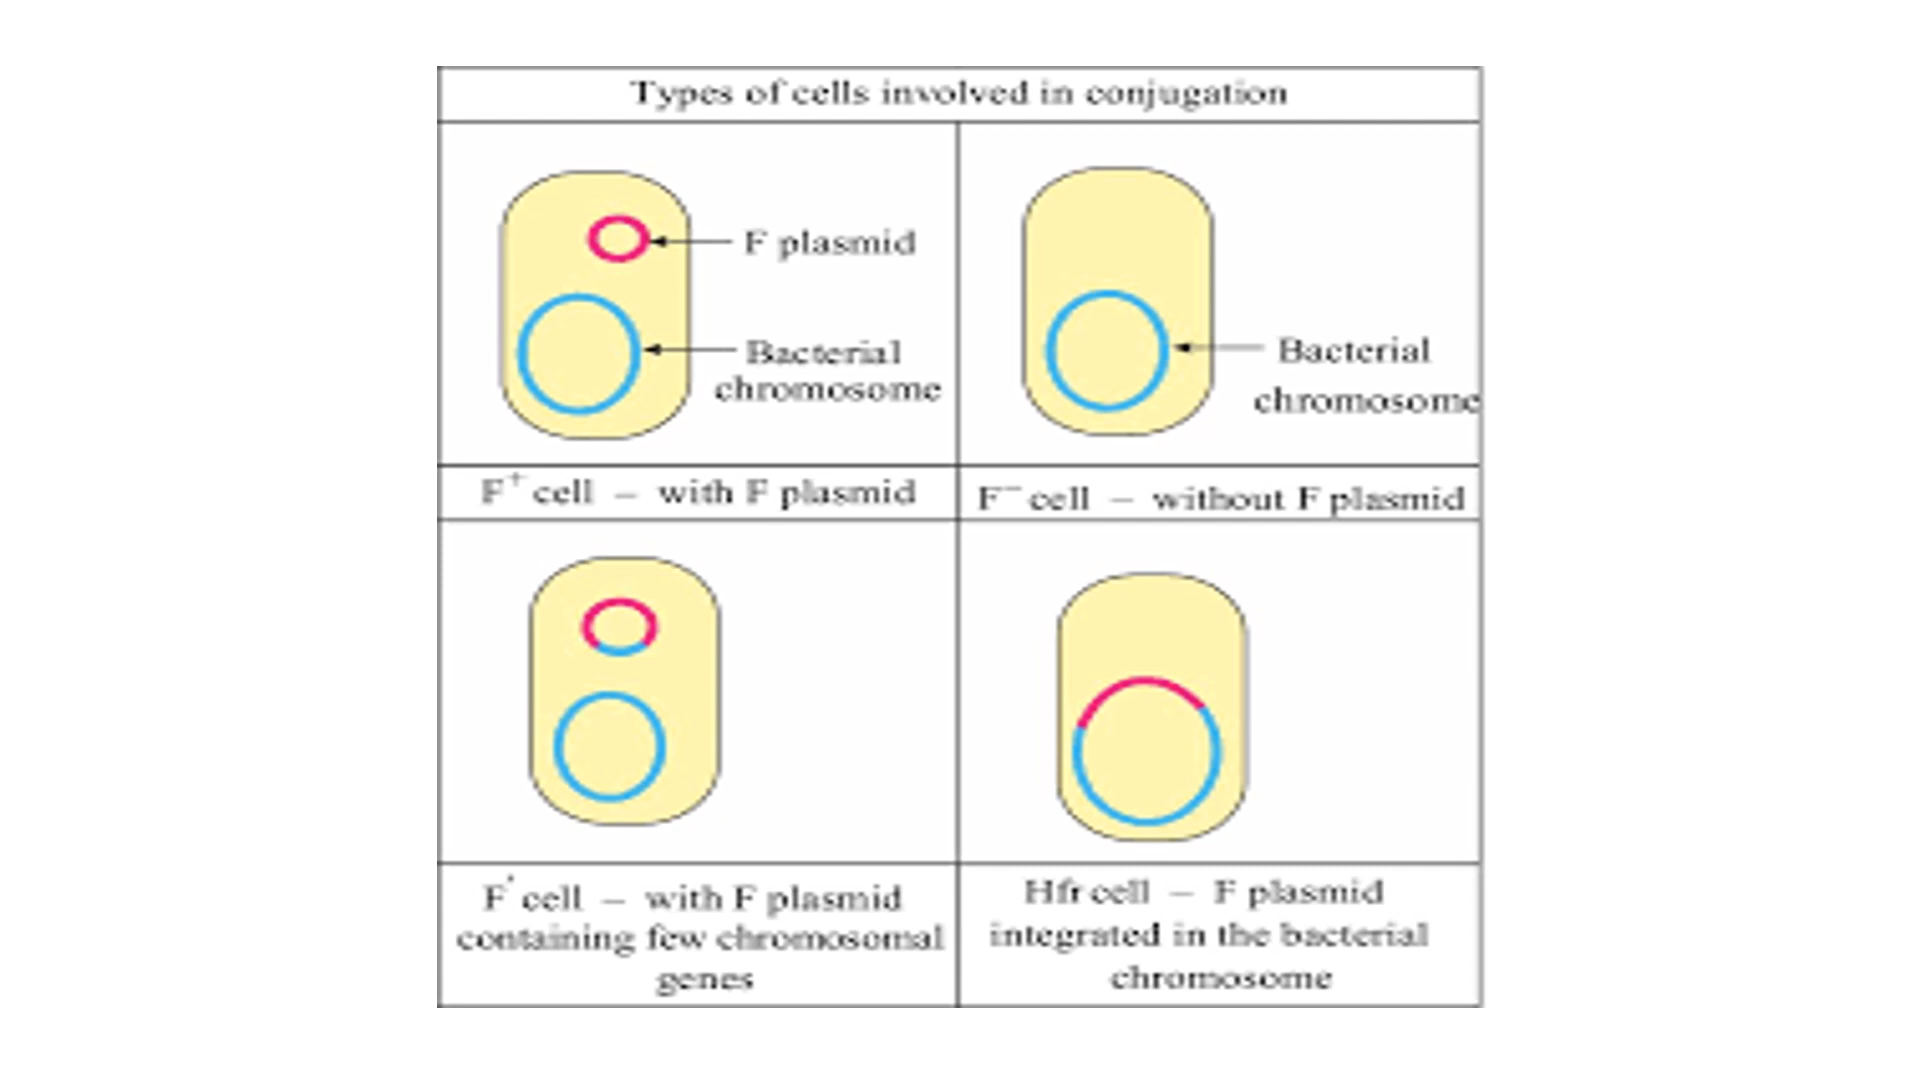 Types of cells involved in conjugation
F plasmid
Bacterial
chromosome
Bacterial
chromosome
F⁺ cell – with F plasmid
F⁻ cell – without F plasmid
F′ cell – with F plasmid
containing few chromosomal
genes
Hfr cell – F plasmid
integrated in the bacterial
chromosome